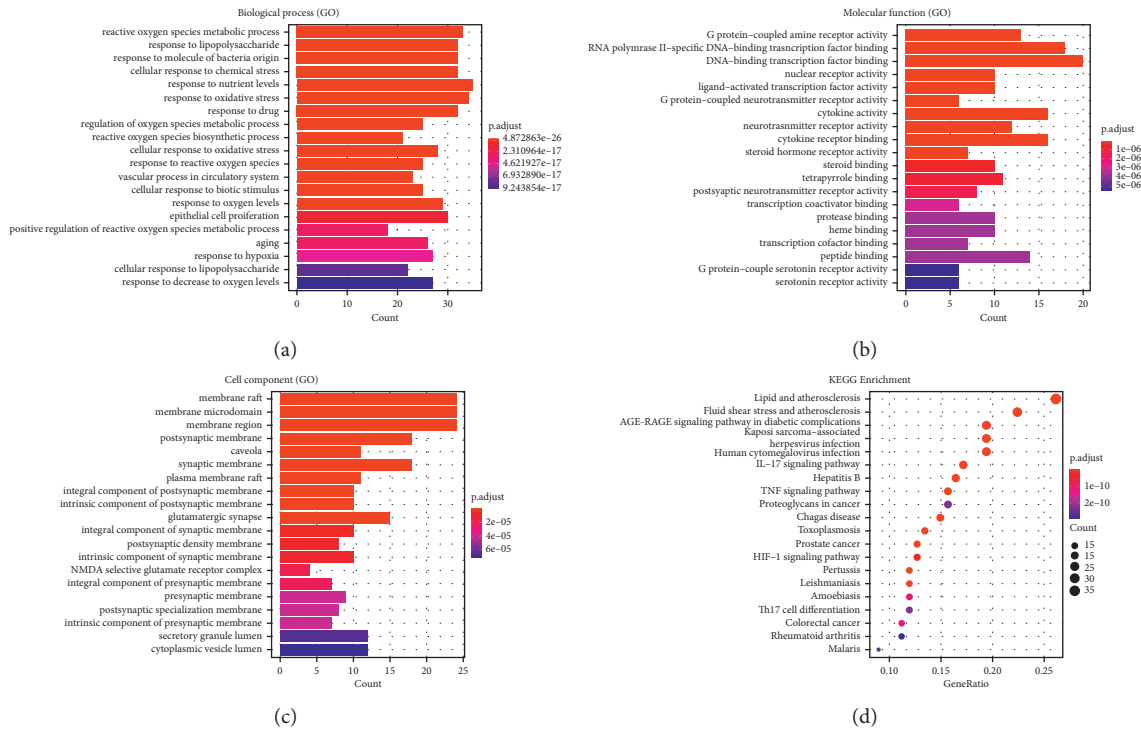 Biological process (GO)
reactive oxygen species metabolic process
response to lipopolysaccharide
response to molecule of bacteria origin
cellular response to chemical stress
response to nutrient levels
response to oxidative stress
response to drug
regulation of oxygen species metabolic process
reactive oxygen species biosynthetic process
cellular response to oxidative stress
response to reactive oxygen species
vascular process in circulatory system
cellular response to biotic stimulus
response to oxygen levels
epithelial cell profiferation
positive regulation of reactive oxygen species metabolic process
aging
response to hypoxia
cellular response to lipopolysaccharide
response to decrease to oxygen levels
0 10 20 30
Count
p.adjust
4.872863e-26
2.310964e-17
4.621927e-17
6.932890e-17
9.243854e-17
(a)
Molecular function (GO)
G protein–coupled amine receptor activity
RNA polymrase II–specific DNA–binding trasncription factor binding
DNA–binding transcription factor binding
nuclear receptor activity
ligand–activated transcription factor activity
G protein–coupled neurotransmitter receptor activity
cytokine activity
neurotrasnmitter receptor activity
cytokine receptor binding
steroid hormone receptor activity
steroid binding
tetrapyrrole binding
postsyaptic neurotransmitter receptor activity
transcription coactivator binding
protease binding
heme binding
transcription cofactor binding
peptide binding
G protein–couple serotonin receptor activity
serotonin receptor activity
0 5 10 15 20
Count
p.adjust
1e–06
2e–06
3e–06
4e–06
5e–06
(b)
Cell component (GO)
membrane raft
membrane microdomain
membrane region
postsynaptic membrane
caveola
synaptic membrane
plasma membrane raft
integral component of postsynaptic membrane
intrinsic component of postsynaptic membrane
glutamatergic synapse
integral component of synaptic membrane
postsynaptic density membrane
intrinsic component of synaptic membrane
NMDA selective glutamate receptor complex
integral component of presynaptic membrane
presynaptic membrane
postsynaptic specialization membrane
intrinsic component of presynaptic membrane
secretory granule lumen
cytoplasmic vesicle lumen
0 5 10 15 20 25
Count
p.adjust
2e–05
4e–05
6e–05
(c)
KEGG Enrichment
Lipid and atherosclerosis
Fluid shear stress and atherosclerosis
AGE-RAGE signaling pathway in diabetic complications
Kaposi sarcoma–associated
herpesvirus infection
Human cytomegalovirus infection
IL–17 signaling pathway
Hepatitis B
TNF signaling pathway
Proteoglycans in cancer
Chagas disease
Toxoplasmosis
Prostate cancer
HIF–1 signaling pathway
Pertussis
Leishmaniasis
Amoebiasis
Th17 cell differentiation
Colorectal cancer
Rheumatoid arthritis
Malaris
0.10 0.15 0.20 0.25
GeneRatio
p.adjust
1e–10
2e–10
Count
15
15
25
30
35
(d)